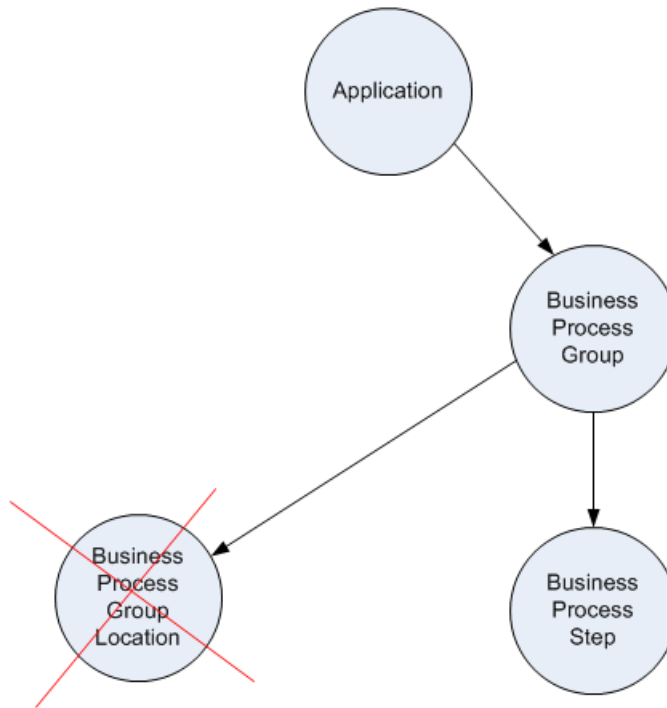 Application
Business
Process
Group
Business
Process
Group
Location
Business
Process
Step